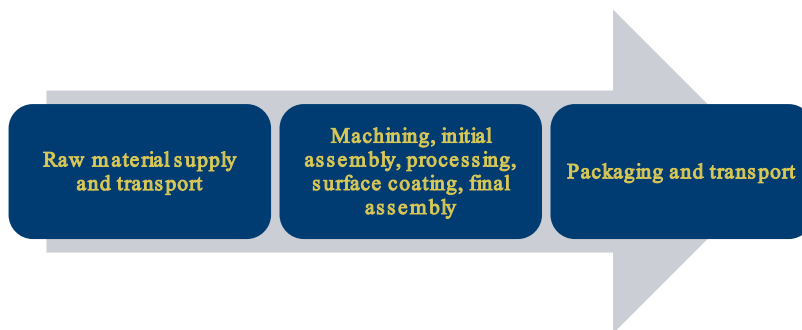 Raw material supply
and transport
Machining, initial
assembly, processing,
surface coating, final
assembly
Packaging and transport